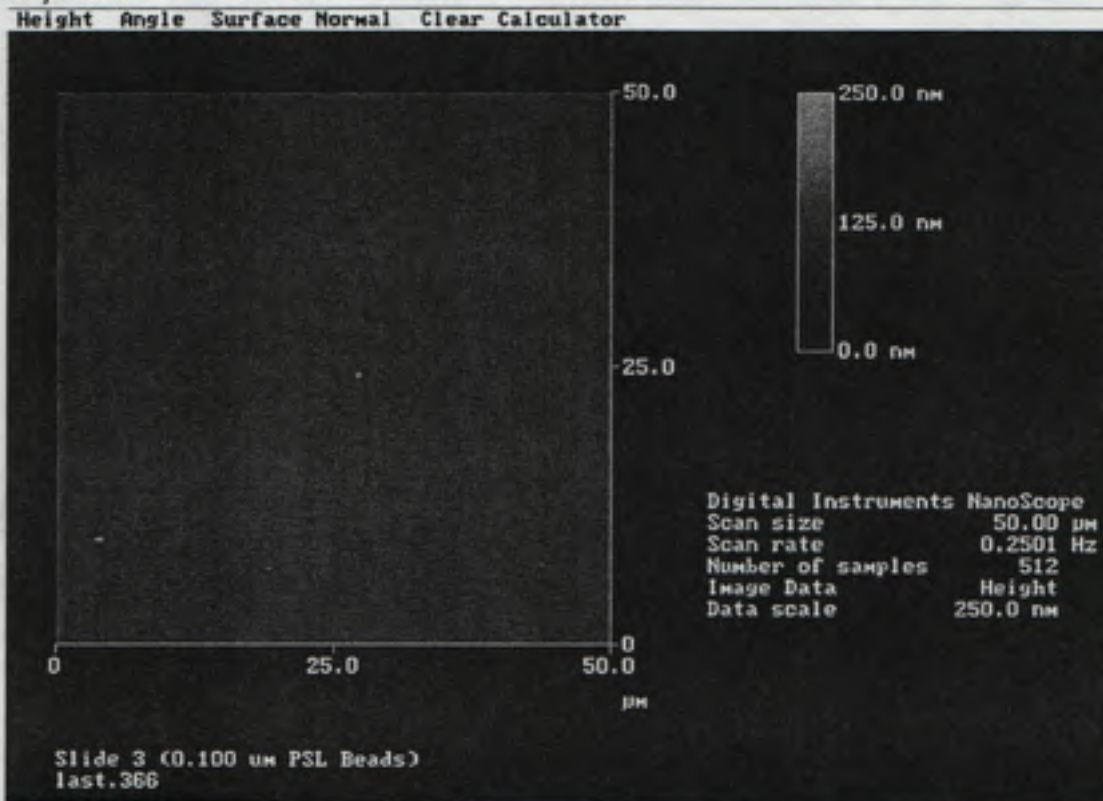 Height Angle Surface Normal Clear Calculator
50.0
25.0
0
0 25.0 50.0
µM
250.0 nM
125.0 nM
0.0 nM
Digital Instruments NanoScope
Scan size 50.00 µM
Scan rate 0.2501 Hz
Number of samples 512
Image Data Height
Data scale 250.0 nM
Slide 3 (0.100 uM PSL Beads)
last.366